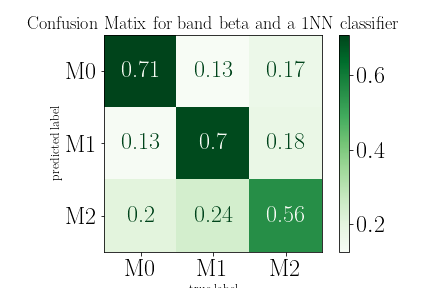 Confusion Matix for band beta and a 1NN classifier
M0 0.71 0.13 0.17
M1 0.13 0.7 0.18
M2 0.2 0.24 0.56
M0 M1 M2
predicted label
true label
0.6
0.4
0.2